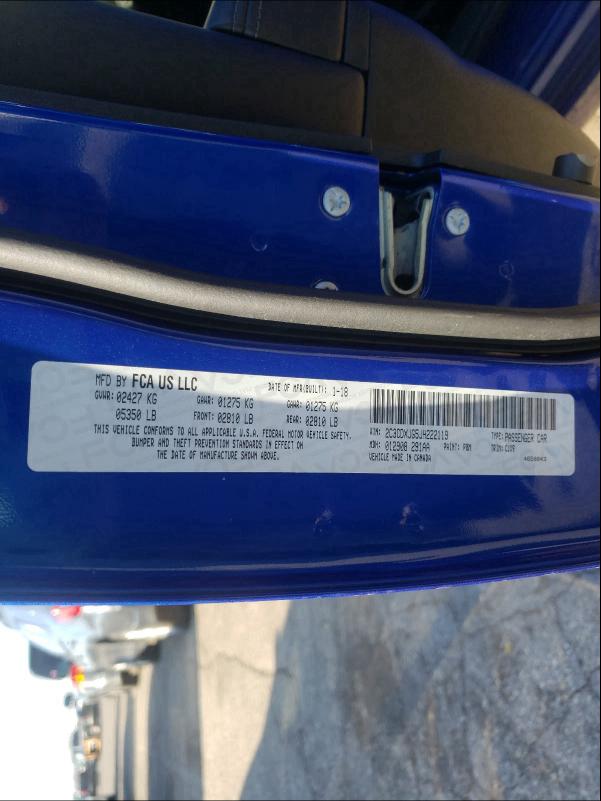 MFD BY FCA US LLC DATE OF MFR(BUILT): 1-18
GVWR: 02427 KG GAWR: 01275 KG GAWR: 01275 KG
05350 LB FRONT: 02810 LB REAR: 02810 LB
THIS VEHICLE CONFORMS TO ALL APPLICABLE U.S.A. FEDERAL MOTOR VEHICLE SAFETY,
BUMPER AND THEFT PREVENTION STANDARDS IN EFFECT ON
THE DATE OF MANUFACTURE SHOWN ABOVE.
VIN: 2C3CDXJG5JH222119 TYPE: PASSENGER CAR
MDH: 012908 291AA PAINT: PBM TRIM:
VEHICLE MADE IN CANADA